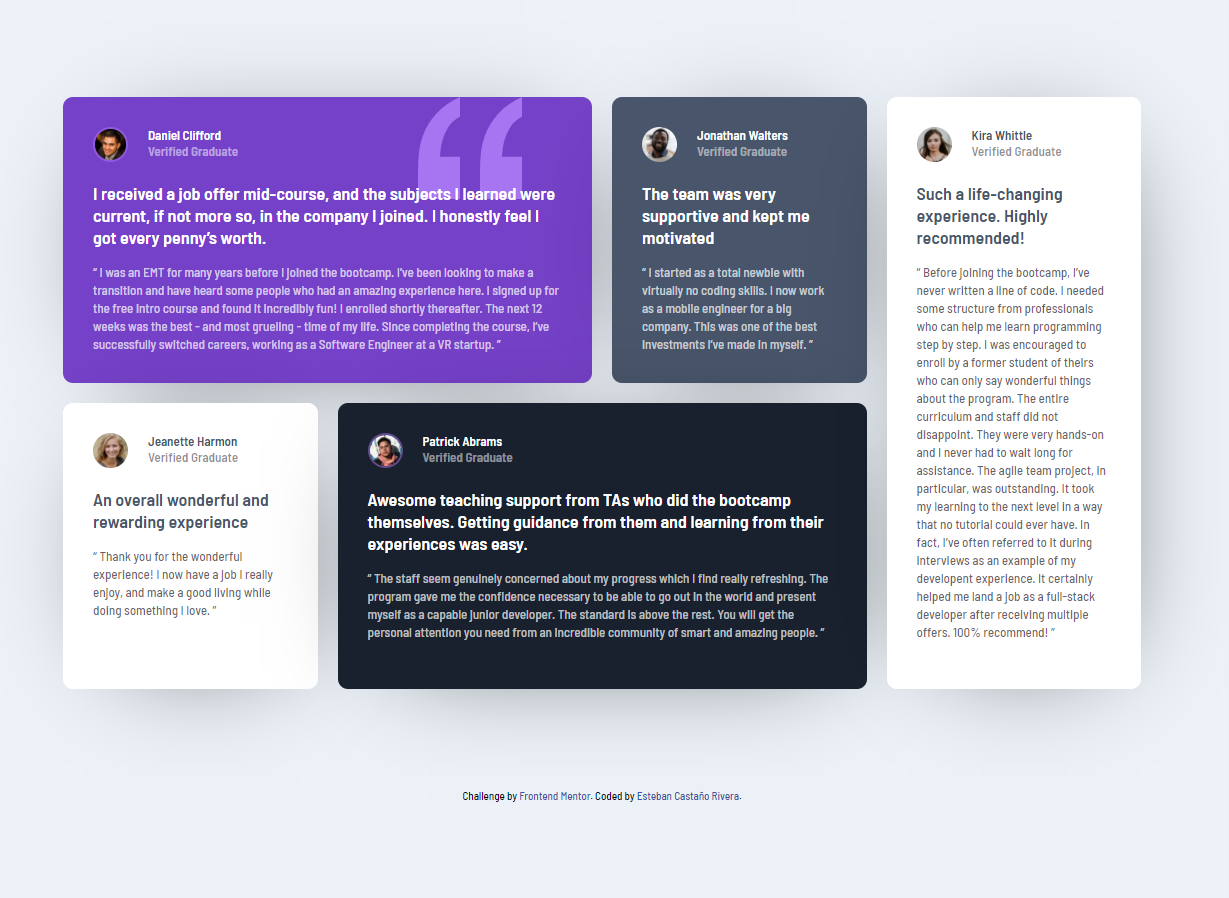 Daniel Clifford
Verified Graduate
I received a job offer mid-course, and the subjects I learned were
current, if not more so, in the company I joined. I honestly feel I
got every penny’s worth.
“ I was an EMT for many years before I joined the bootcamp. I’ve been looking to make a
transition and have heard some people who had an amazing experience here. I signed up for
the free intro course and found it incredibly fun! I enrolled shortly thereafter. The next 12
weeks was the best - and most grueling - time of my life. Since completing the course, I’ve
successfully switched careers, working as a Software Engineer at a VR startup. ”
Jonathan Walters
Verified Graduate
The team was very
supportive and kept me
motivated
“ I started as a total newbie with
virtually no coding skills. I now work
as a mobile engineer for a big
company. This was one of the best
investments I’ve made in myself. ”
Kira Whittle
Verified Graduate
Such a life-changing
experience. Highly
recommended!
“ Before joining the bootcamp, I’ve
never written a line of code. I needed
some structure from professionals
who can help me learn programming
step by step. I was encouraged to
enroll by a former student of theirs
who can only say wonderful things
about the program. The entire
curriculum and staff did not
disappoint. They were very hands-on
and I never had to wait long for
assistance. The agile team project, in
particular, was outstanding. It took
my learning to the next level in a way
that no tutorial could ever have. In
fact, I’ve often referred to it during
interviews as an example of my
developent experience. It certainly
helped me land a job as a full-stack
developer after receiving multiple
offers. 100% recommend! ”
Jeanette Harmon
Verified Graduate
An overall wonderful and
rewarding experience
“ Thank you for the wonderful
experience! I now have a job I really
enjoy, and make a good living while
doing something I love. ”
Patrick Abrams
Verified Graduate
Awesome teaching support from TAs who did the bootcamp
themselves. Getting guidance from them and learning from their
experiences was easy.
“ The staff seem genuinely concerned about my progress which I find really refreshing. The
program gave me the confidence necessary to be able to go out in the world and present
myself as a capable junior developer. The standard is above the rest. You will get the
personal attention you need from an incredible community of smart and amazing people. ”
Challenge by Frontend Mentor. Coded by Esteban Castaño Rivera.